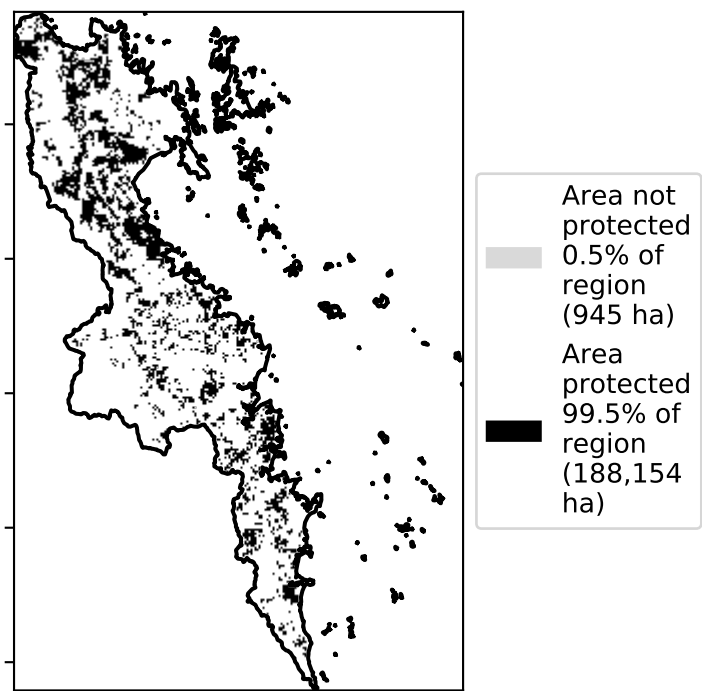 Area not
protected
0.5% of
region
(945 ha)
Area
protected
99.5% of
region
(188,154
ha)